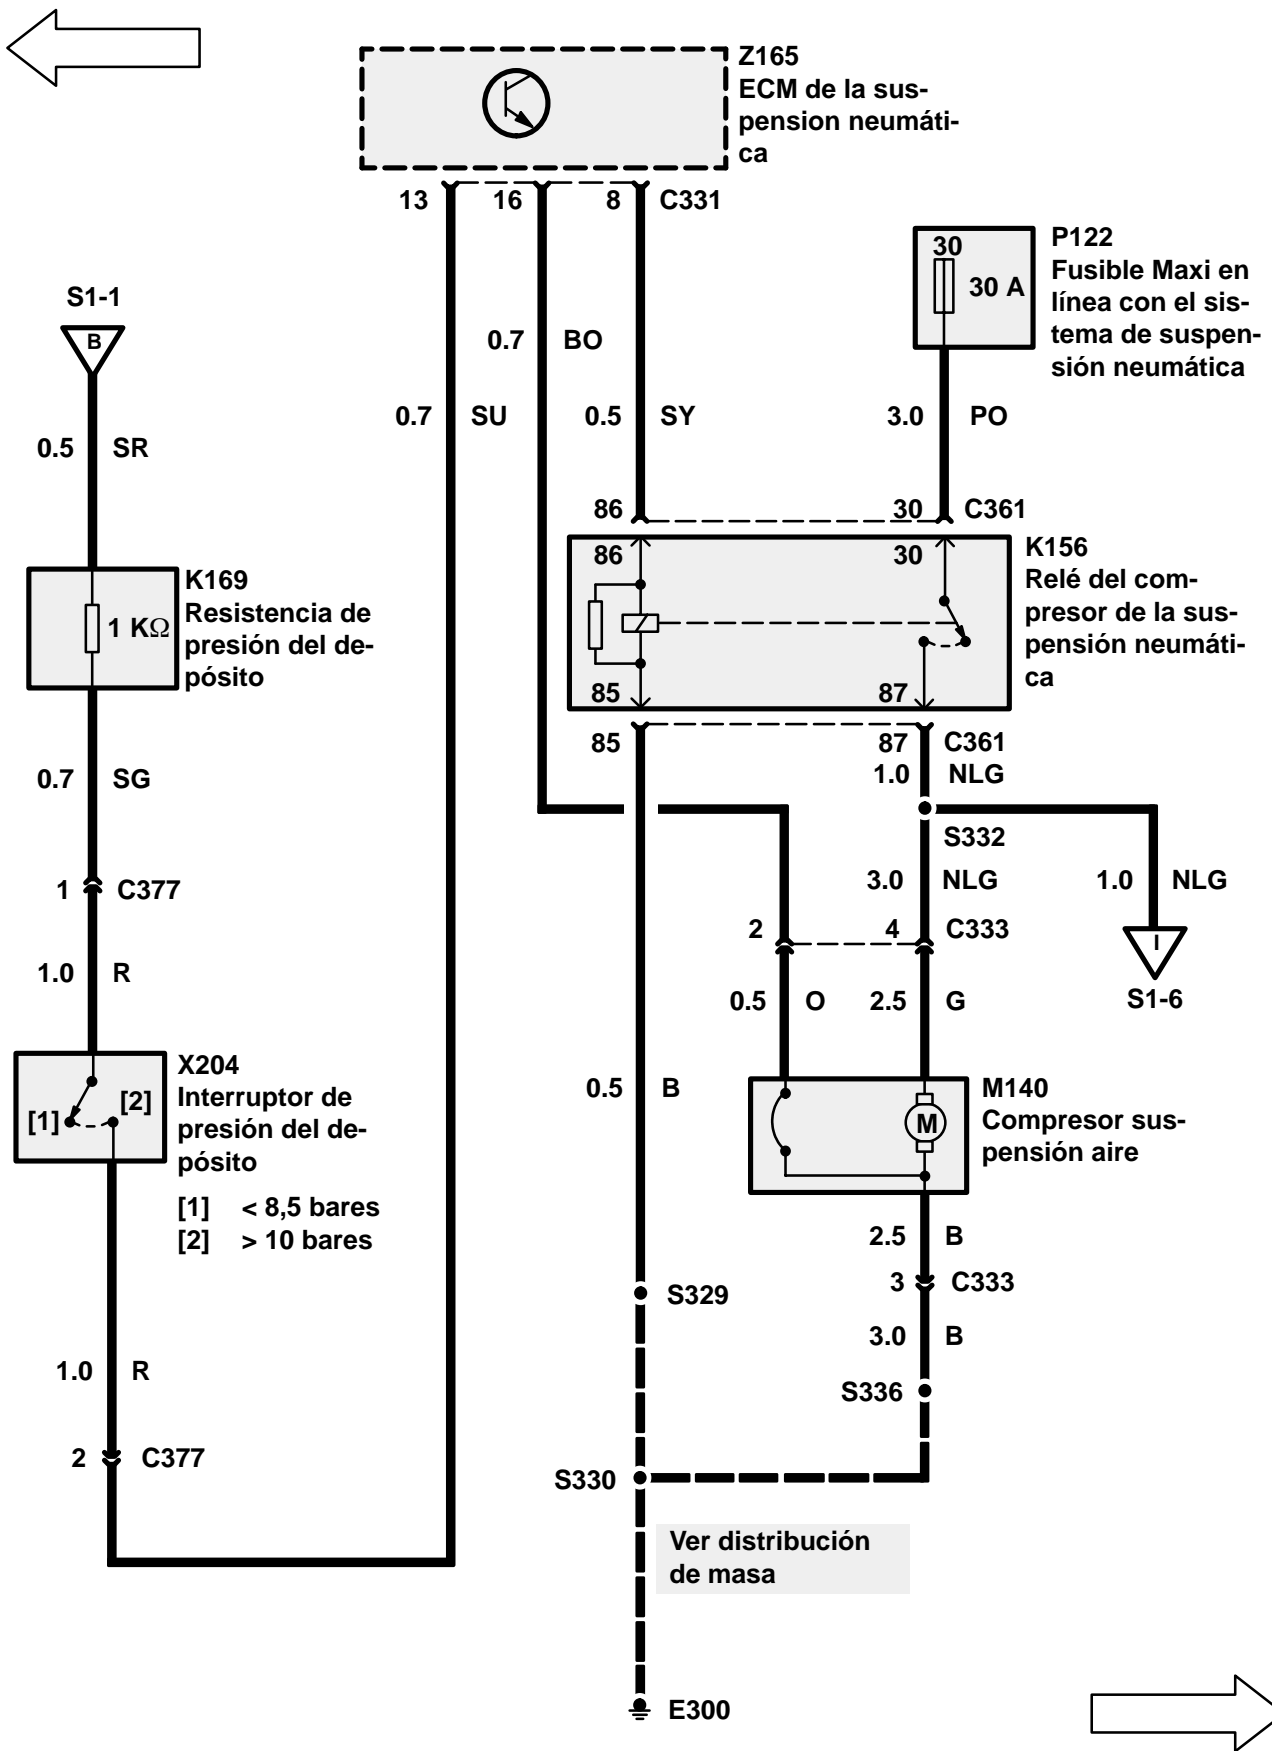 Z165
ECM de la sus-
pension neumáti-
ca
13
16
8
C331
P122
Fusible Maxi en
línea con el sis-
tema de suspen-
sión neumática
30
30 A
S1-1
B
0.7
BO
0.7
SU
0.5
SY
3.0
PO
0.5
SR
86
30
C361
86
30
K156
Relé del com-
presor de la sus-
pensión neumáti-
ca
K169
Resistencia de
presión del de-
pósito
1 KΩ
85
87
85
87
C361
1.0
NLG
0.7
SG
S332
1
C377
3.0
NLG
1.0
NLG
2
4
C333
I
1.0
R
0.5
O
2.5
G
S1-6
X204
Interruptor de
presión del de-
pósito
[1]
[2]
[1] < 8,5 bares
[2] > 10 bares
0.5
B
M140
Compresor sus-
pensión aire
M
2.5
B
3
C333
S329
3.0
B
1.0
R
S336
2
C377
S330
Ver distribución
de masa
E300